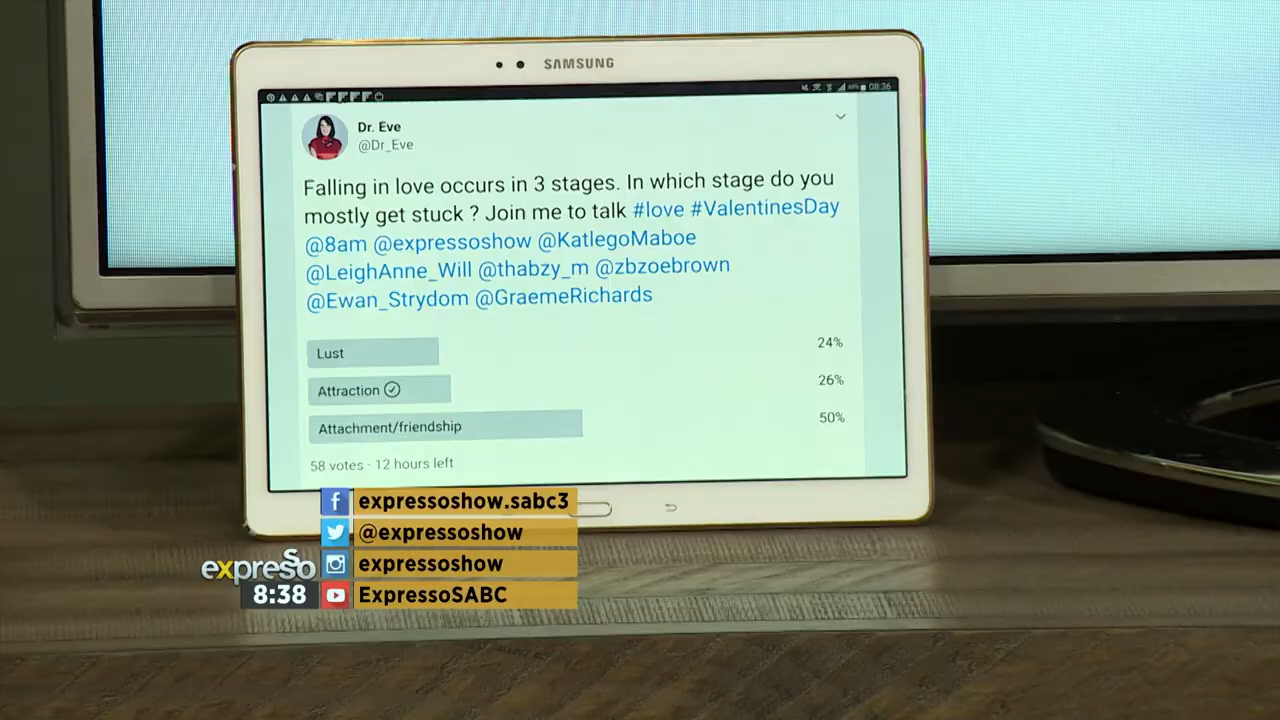 SAMSUNG
08:36
Dr. Eve
@Dr_Eve
Falling in love occurs in 3 stages. In which stage do you
mostly get stuck ? Join me to talk #love #ValentinesDay
@8am @expressoshow @KatlegoMaboe
@LeighAnne_Will @thabzy_m @zbzoebrown
@Ewan_Strydom @GraemeRichards
Lust 24%
Attraction 26%
Attachment/friendship 50%
58 votes · 12 hours left
expressoshow.sabc3
@expressoshow
expressoshow
ExpressoSABC
expresso
8:38